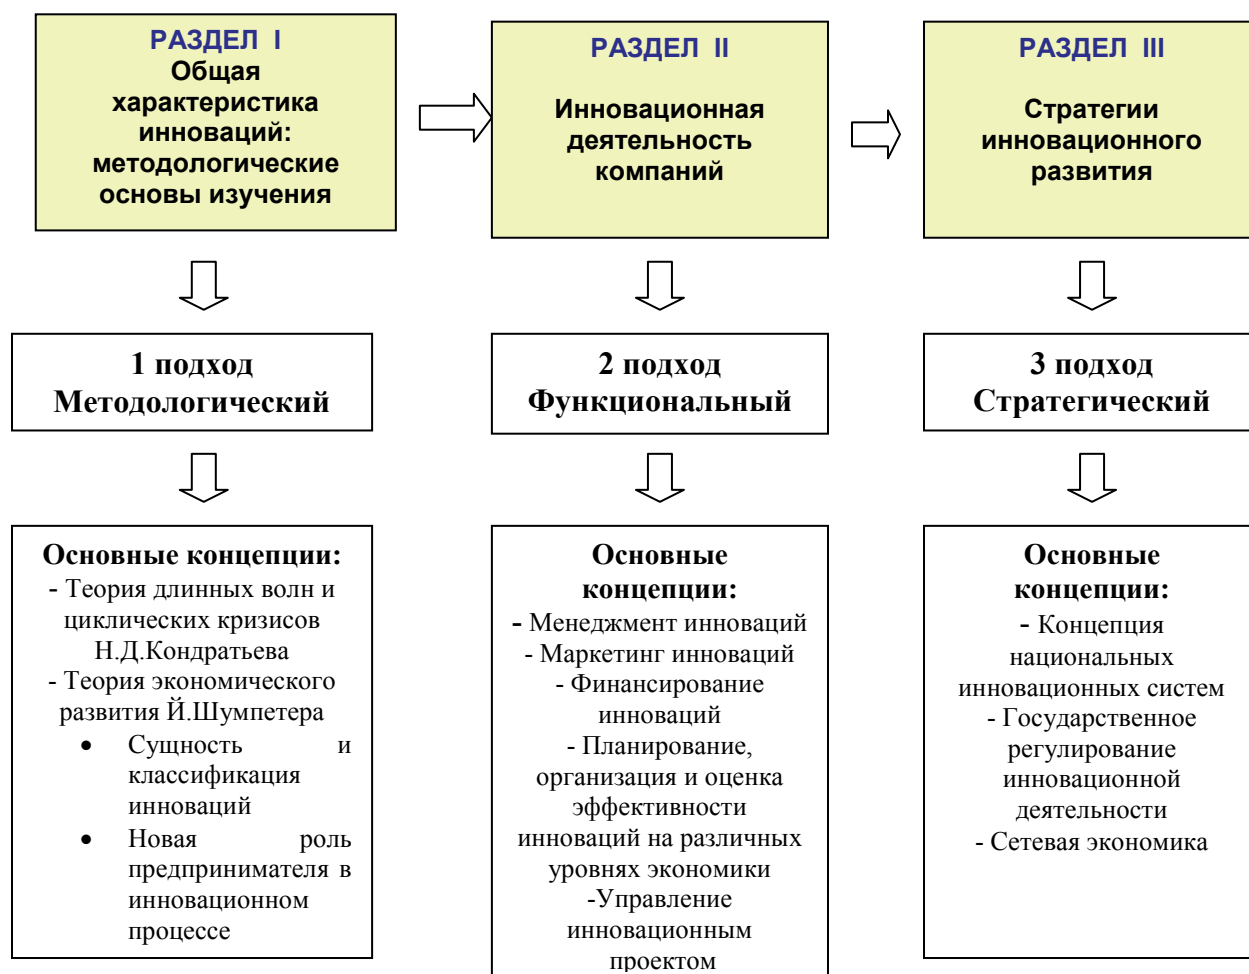 РАЗДЕЛ I
Общая
характеристика
инноваций:
методологические
основы изучения
РАЗДЕЛ II
Инновационная
деятельность
компаний
РАЗДЕЛ III
Стратегии
инновационного
развития
1 подход
Методологический
2 подход
Функциональный
3 подход
Стратегический
Основные концепции:
- Теория длинных волн и
циклических кризисов
Н.Д.Кондратьева
- Теория экономического
развития Й.Шумпетера
• Сущность и
классификация
инноваций
• Новая роль
предпринимателя в
инновационном
процессе
Основные
концепции:
- Менеджмент инноваций
- Маркетинг инноваций
- Финансирование
инноваций
- Планирование,
организация и оценка
эффективности
инноваций на различных
уровнях экономики
-Управление
инновационным
проектом
Основные
концепции:
- Концепция
национальных
инновационных систем
- Государственное
регулирование
инновационной
деятельности
- Сетевая экономика